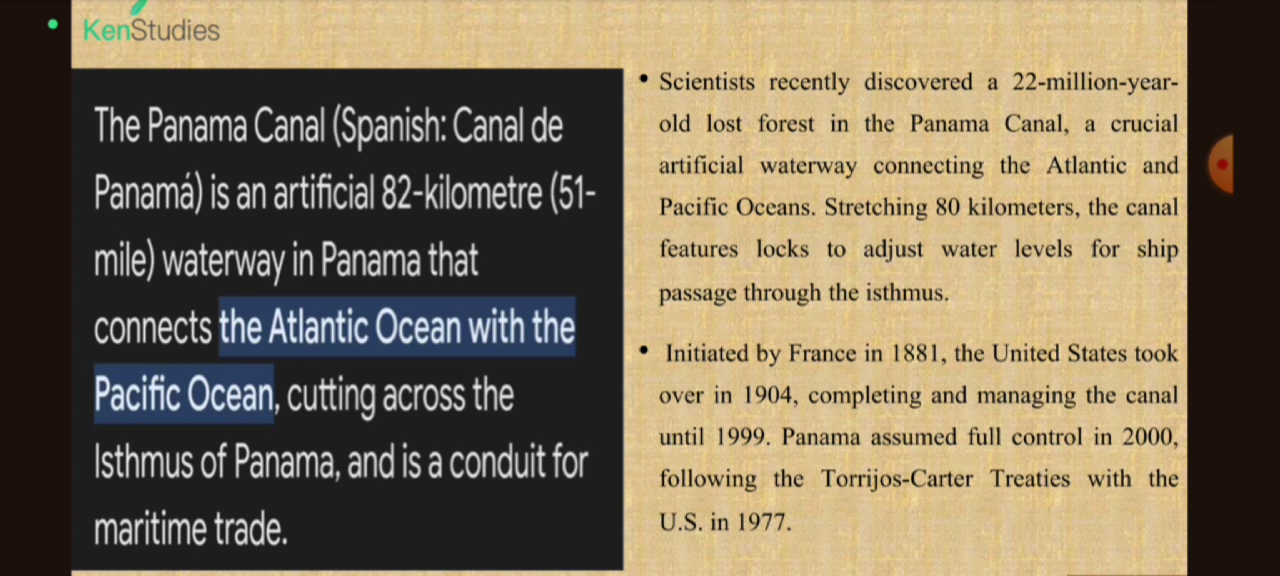 KenStudies
The Panama Canal (Spanish: Canal de
Panamá) is an artificial 82-kilometre (51-
mile) waterway in Panama that
connects the Atlantic Ocean with the
Pacific Ocean, cutting across the
Isthmus of Panama, and is a conduit for
maritime trade.
• Scientists recently discovered a 22-million-year-
old lost forest in the Panama Canal, a crucial
artificial waterway connecting the Atlantic and
Pacific Oceans. Stretching 80 kilometers, the canal
features locks to adjust water levels for ship
passage through the isthmus.
• Initiated by France in 1881, the United States took
over in 1904, completing and managing the canal
until 1999. Panama assumed full control in 2000,
following the Torrijos-Carter Treaties with the
U.S. in 1977.